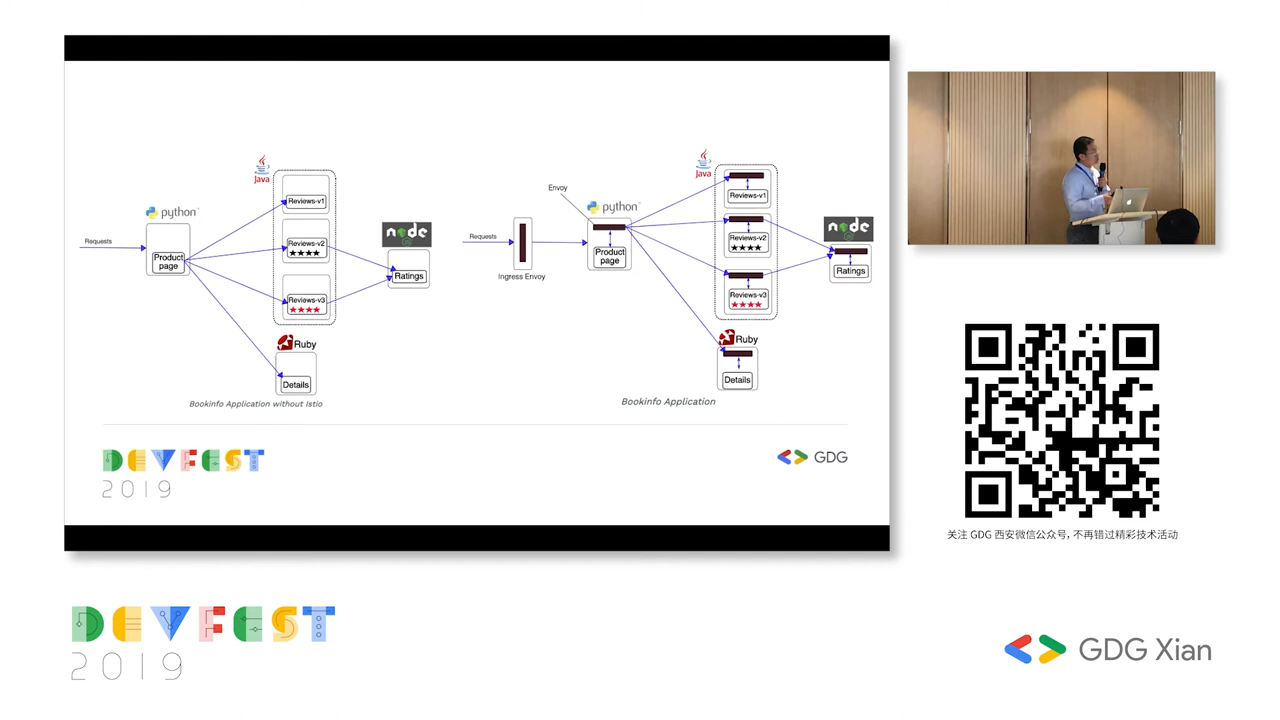 Java
python
Requests
Product
page
Reviews-v1
Reviews-v2
Reviews-v3
node
Ratings
Ruby
Details
Bookinfo Application without Istio
Java
Envoy
python
Requests
Ingress Envoy
Product
page
Reviews-v1
Reviews-v2
Reviews-v3
node
Ratings
Ruby
Details
Bookinfo Application
DEVFEST
2019
GDG
关注 GDG 西安微信公众号, 不再错过精彩技术活动
DEVFEST
2019
GDG Xian